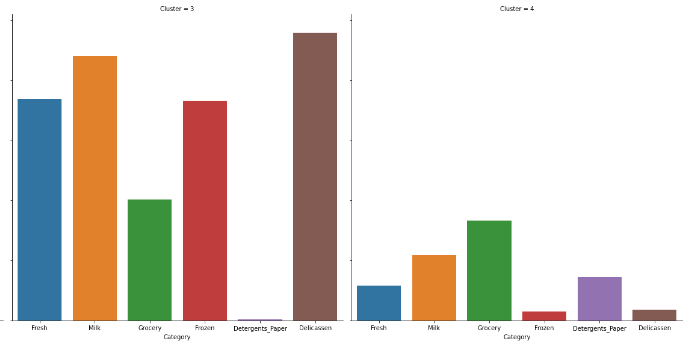 Cluster = 3
Cluster = 4
Fresh Milk Grocery Frozen Detergents_Paper Delicassen
Fresh Milk Grocery Frozen Detergents_Paper Delicassen
Category
Category